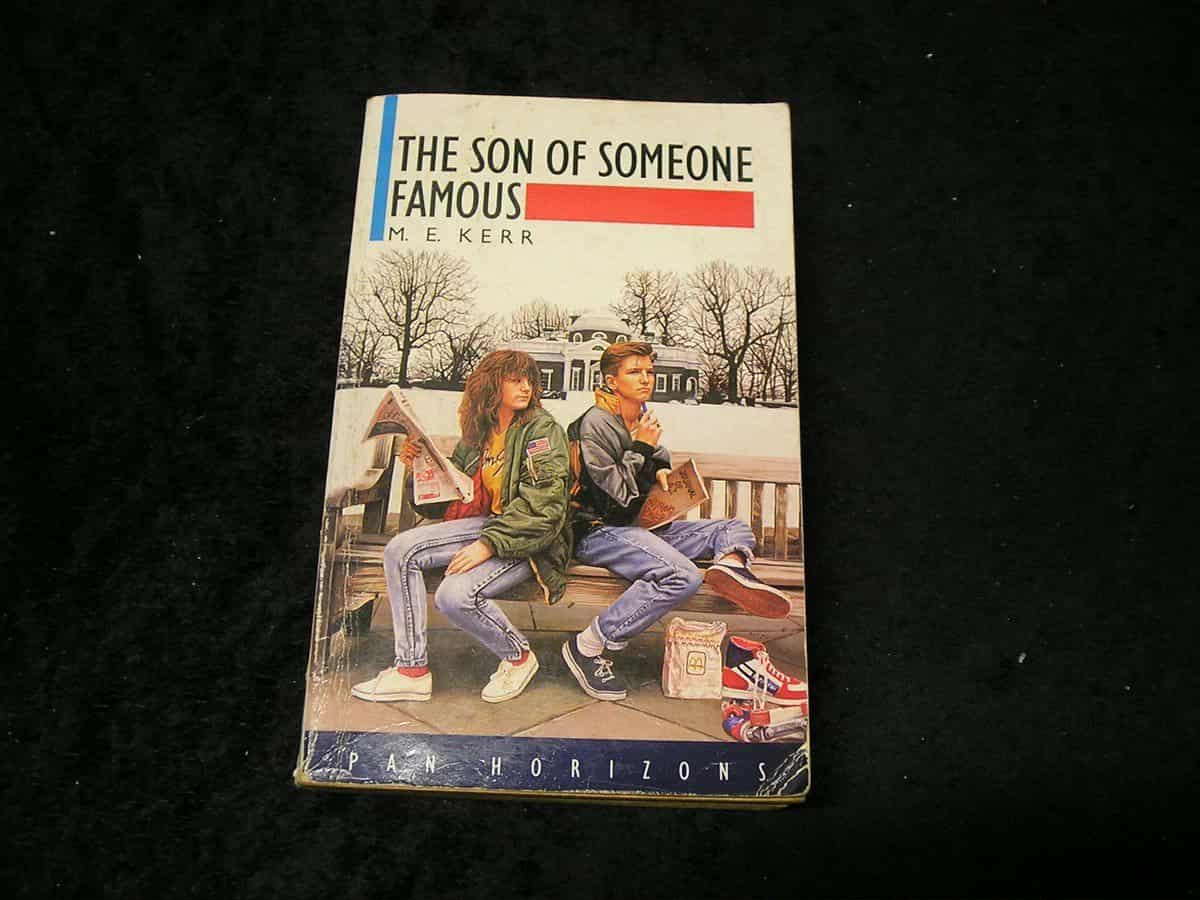 THE SON OF SOMEONE
FAMOUS
M. E. KERR
PAN HORIZONS